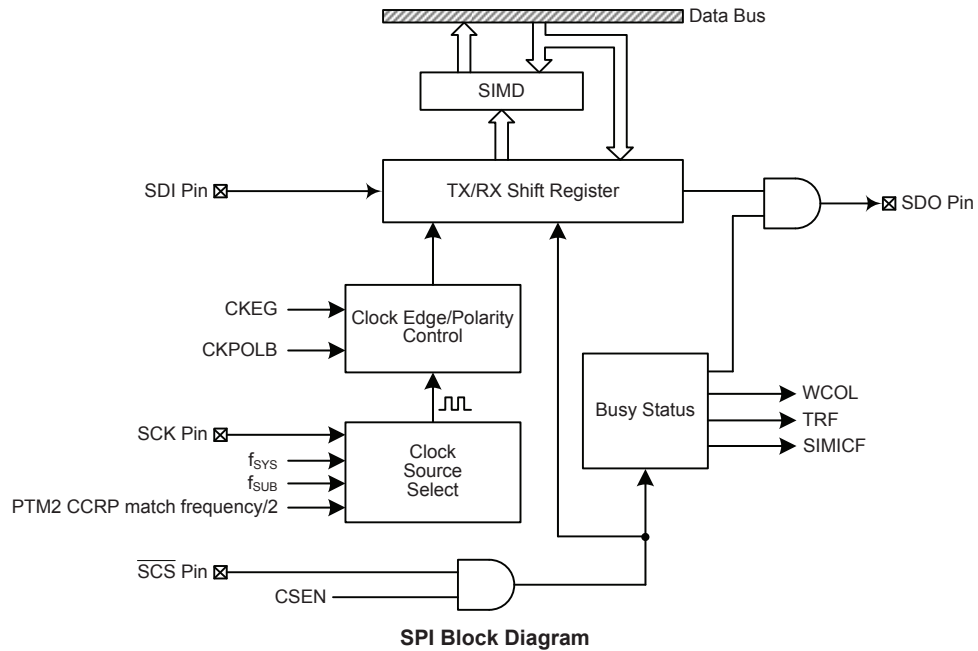 Data Bus
SIMD
SDI Pin
TX/RX Shift Register
SDO Pin
CKEG
CKPOLB
Clock Edge/Polarity
Control
Busy Status
WCOL
TRF
SIMICF
SCK Pin
fSYS
fSUB
PTM2 CCRP match frequency/2
Clock
Source
Select
SCS Pin
CSEN
SPI Block Diagram